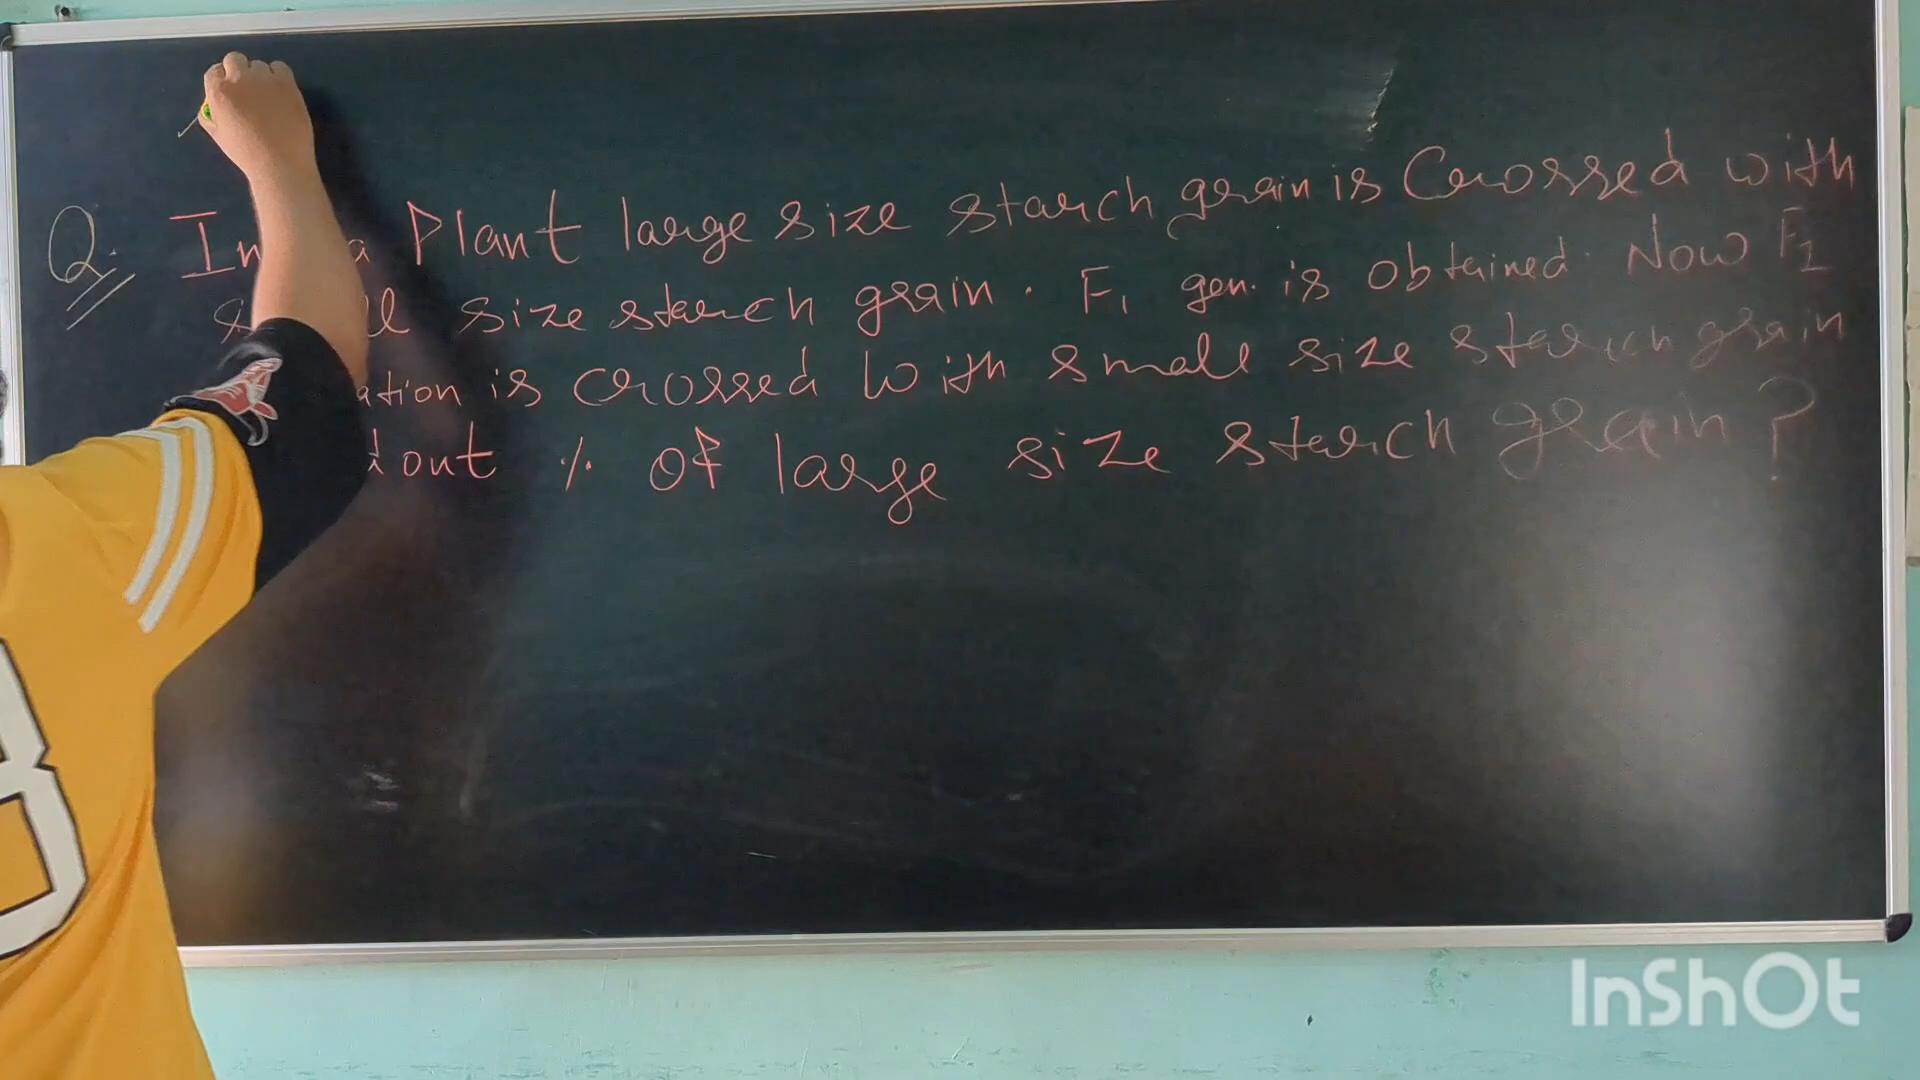 Q. In a Plant large size starch grain is Crossed with
size starch grain. F1 gen. is obtained. Now F1
ation is crossed with small size starch grain
out % of large size starch grain ?
InShOt